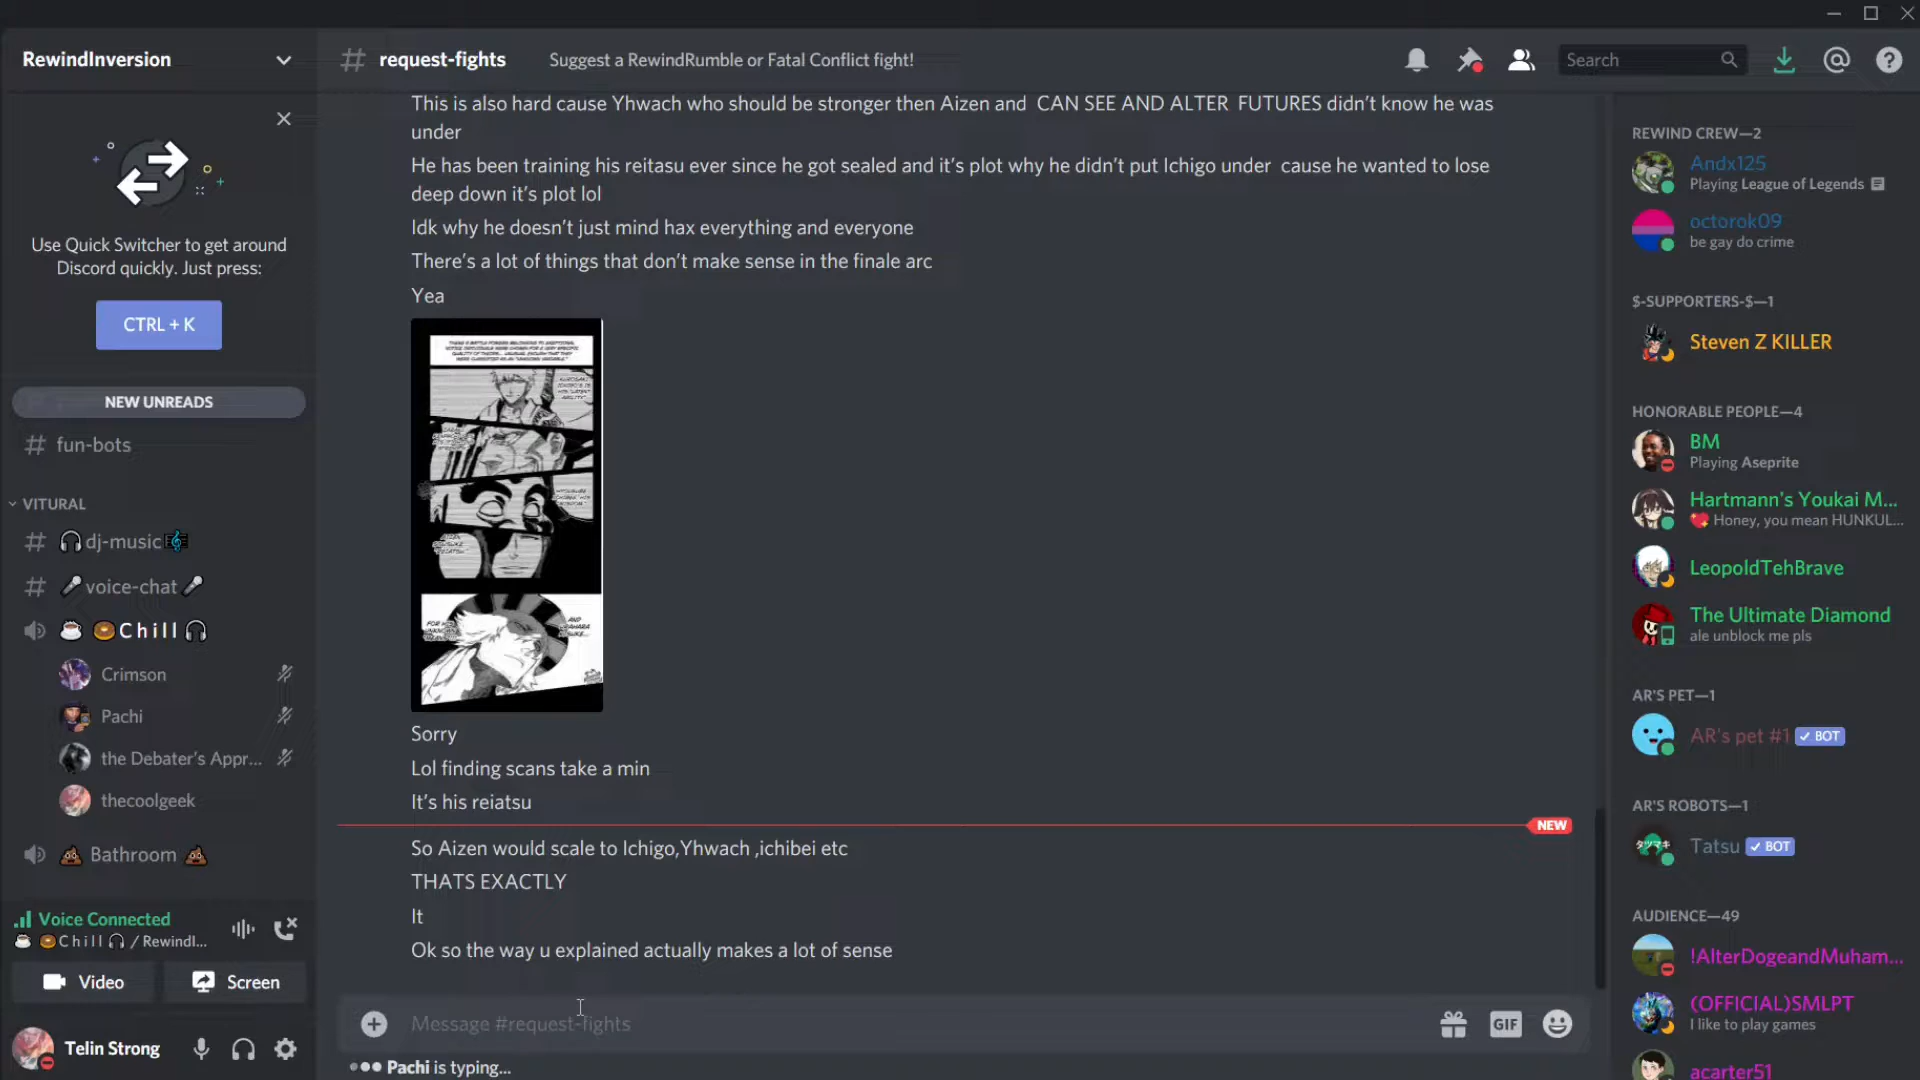 RewindInversion
# request-fights
Suggest a RewindRumble or Fatal Conflict fight!
Search
Use Quick Switcher to get around
Discord quickly. Just press:
CTRL + K
NEW UNREADS
# fun-bots
VITURAL
# dj-music
# voice-chat
Chill
Crimson
Pachi
the Debater's Appr...
thecoolgeek
Bathroom
Voice Connected
Chill / Rewindl...
Video
Screen
Telin Strong
This is also hard cause Yhwach who should be stronger then Aizen and CAN SEE AND ALTER FUTURES didn't know he was
under
He has been training his reitasu ever since he got sealed and it's plot why he didn't put Ichigo under cause he wanted to lose
deep down it's plot lol
Idk why he doesn't just mind hax everything and everyone
There's a lot of things that don't make sense in the finale arc
Yea
Sorry
Lol finding scans take a min
It's his reiatsu
NEW
So Aizen would scale to Ichigo,Yhwach ,ichibei etc
THATS EXACTLY
It
Ok so the way u explained actually makes a lot of sense
Message #request-fights
GIF
Pachi is typing...
REWIND CREW—2
Andx125
Playing League of Legends
octorok09
be gay do crime
$-SUPPORTERS-$—1
Steven Z KILLER
HONORABLE PEOPLE—4
BM
Playing Aseprite
Hartmann's Youkai M...
Honey, you mean HUNKUL...
LeopoldTehBrave
The Ultimate Diamond
ale unblock me pls
AR'S PET—1
AR's pet #1 BOT
AR'S ROBOTS—1
Tatsu BOT
AUDIENCE—49
!AlterDogeandMuham...
(OFFICIAL)SMLPT
I like to play games
acarter51